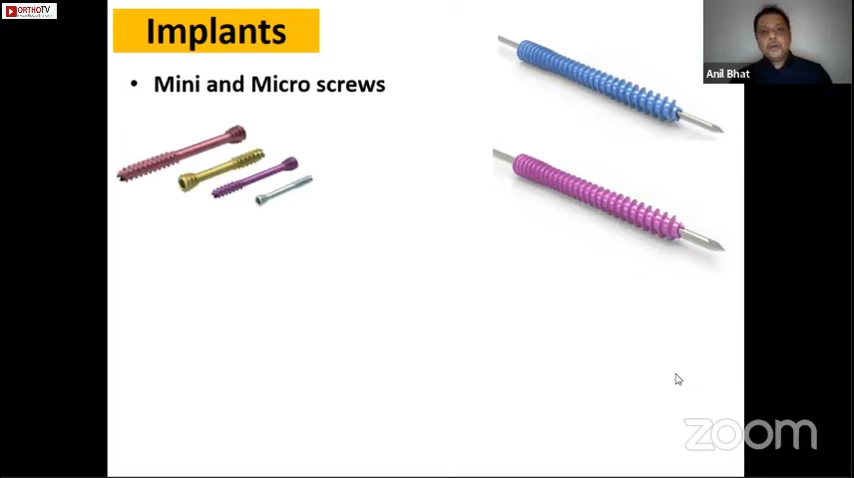 ORTHOTV
Implants
Anil Bhat
• Mini and Micro screws
zoom